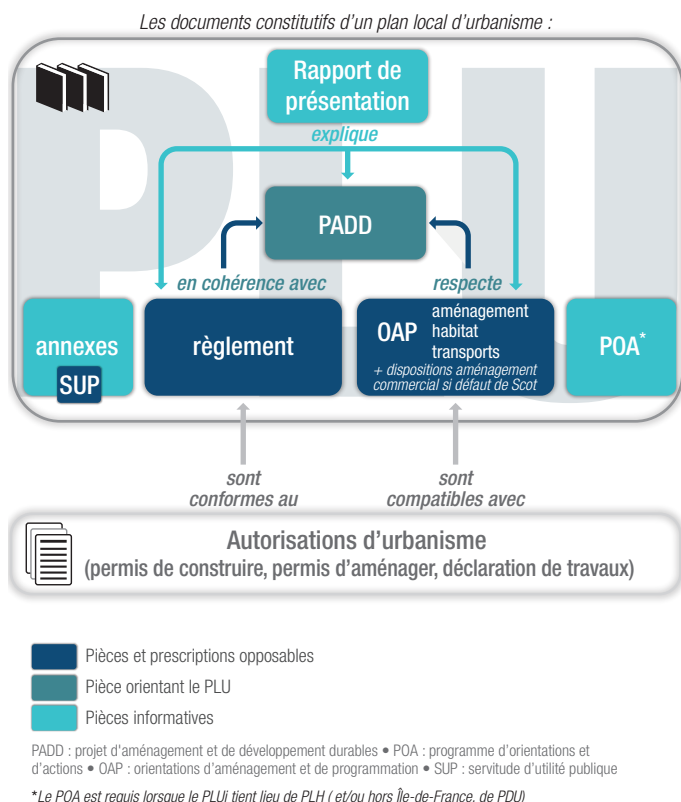 Les documents constitutifs d'un plan local d'urbanisme :
PLU
Rapport de
présentation
explique
PADD
en cohérence avec
respecte
annexes
SUP
règlement
OAP
aménagement
habitat
transports
+ dispositions aménagement
commercial si défaut de Scot
POA*
sont
conformes au
sont
compatibles avec
Autorisations d'urbanisme
(permis de construire, permis d'aménager, déclaration de travaux)
Pièces et prescriptions opposables
Pièce orientant le PLU
Pièces informatives
PADD : projet d'aménagement et de développement durables • POA : programme d'orientations et
d'actions • OAP : orientations d'aménagement et de programmation • SUP : servitude d'utilité publique
*Le POA est requis lorsque le PLUi tient lieu de PLH ( et/ou hors Île-de-France, de PDU)